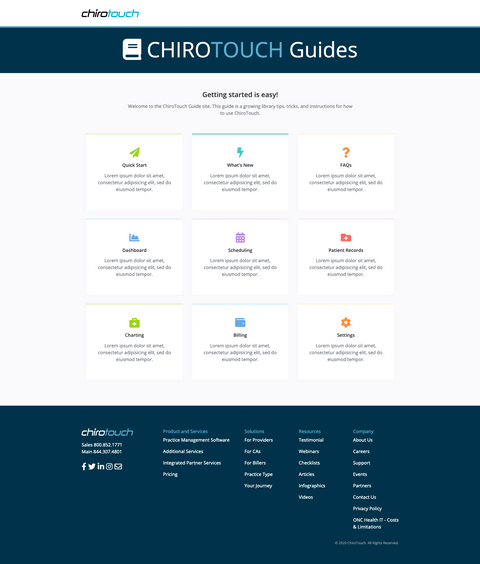 chirotouch
CHIROTOUCH Guides
Getting started is easy!
Welcome to the ChiroTouch Guide site. This guide is a growing library tips, tricks, and instructions for how
to use ChiroTouch.
Quick Start
Lorem ipsum dolor sit amet,
consectetur adipisicing elit, sed do
eiusmod tempor.
What's New
Lorem ipsum dolor sit amet,
consectetur adipisicing elit, sed do
eiusmod tempor.
FAQs
Lorem ipsum dolor sit amet,
consectetur adipisicing elit, sed do
eiusmod tempor.
Dashboard
Lorem ipsum dolor sit amet,
consectetur adipisicing elit, sed do
eiusmod tempor.
Scheduling
Lorem ipsum dolor sit amet,
consectetur adipisicing elit, sed do
eiusmod tempor.
Patient Records
Lorem ipsum dolor sit amet,
consectetur adipisicing elit, sed do
eiusmod tempor.
Charting
Lorem ipsum dolor sit amet,
consectetur adipisicing elit, sed do
eiusmod tempor.
Billing
Lorem ipsum dolor sit amet,
consectetur adipisicing elit, sed do
eiusmod tempor.
Settings
Lorem ipsum dolor sit amet,
consectetur adipisicing elit, sed do
eiusmod tempor.
chirotouch
Sales 800.852.1771
Main 844.307.4801
Product and Services
Practice Management Software
Additional Services
Integrated Partner Services
Pricing
Solutions
For Providers
For CAs
For Billers
Practice Type
Your Journey
Resources
Testimonial
Webinars
Checklists
Articles
Infographics
Videos
Company
About Us
Careers
Support
Events
Partners
Contact Us
Privacy Policy
ONC Health IT - Costs
& Limitations
© 2020 ChiroTouch. All Rights Reserved.